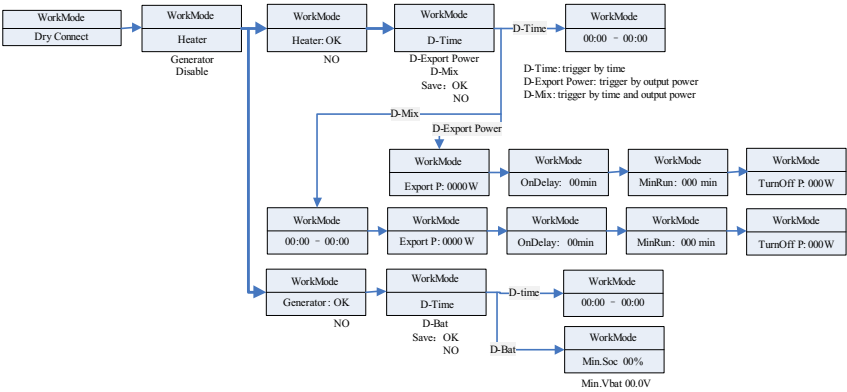 WorkMode
Dry Connect
WorkMode
Heater
Generator
Disable
WorkMode
Heater: OK
NO
WorkMode
D-Time
D-Export Power
D-Mix
Save： OK
NO
D-Time
WorkMode
00:00 - 00:00
D-Time: trigger by time
D-Export Power: trigger by output power
D-Mix: trigger by time and output power
D-Mix
D-Export Power
WorkMode
Export P: 0000W
WorkMode
OnDelay: 00min
WorkMode
MinRun: 000 min
WorkMode
TurnOff P: 000W
WorkMode
00:00 - 00:00
WorkMode
Export P: 0000W
WorkMode
OnDelay: 00min
WorkMode
MinRun: 000 min
WorkMode
TurnOff P: 000W
WorkMode
Generator: OK
NO
WorkMode
D-Time
D-Bat
Save： OK
NO
D-time
WorkMode
00:00 - 00:00
D-Bat
WorkMode
Min.Soc 00%
Min.Vbat 00.0V